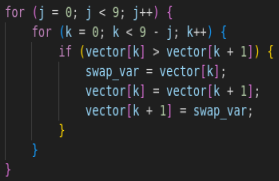 for (j = 0; j < 9; j++) {
    for (k = 0; k < 9 - j; k++) {
        if (vector[k] > vector[k + 1]) {
            swap_var = vector[k];
            vector[k] = vector[k + 1];
            vector[k + 1] = swap_var;
        }
    }
}